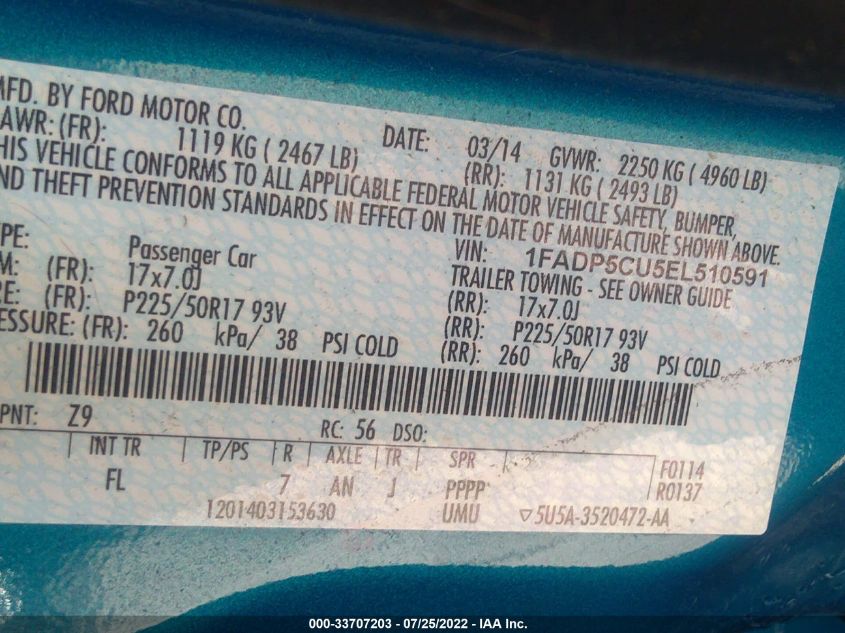 MFD. BY FORD MOTOR CO.
DATE: 03/14 GVWR: 2250 KG ( 4960 LB)
AWR: (FR): 1119 KG ( 2467 LB) (RR): 1131 KG ( 2493 LB)
HIS VEHICLE CONFORMS TO ALL APPLICABLE FEDERAL MOTOR VEHICLE SAFETY, BUMPER,
ND THEFT PREVENTION STANDARDS IN EFFECT ON THE DATE OF MANUFACTURE SHOWN ABOVE.
VIN: 1FADP5CU5EL510591
YPE: Passenger Car TRAILER TOWING - SEE OWNER GUIDE
M: (FR): 17x7.0J (RR): 17x7.0J
RE: (FR): P225/50R17 93V (RR): P225/50R17 93V
ESSURE: (FR): 260 kPa/ 38 PSI COLD (RR): 260 kPa/ 38 PSI COLD
PNT: Z9 RC: 56 DSO:
INT TR TP/PS R AXLE TR SPR F0114
FL 7 AN J PPPP R0137
1201403153630 UMU ▽5U5A-3520472-AA
000-33707203 - 07/25/2022 - IAA Inc.